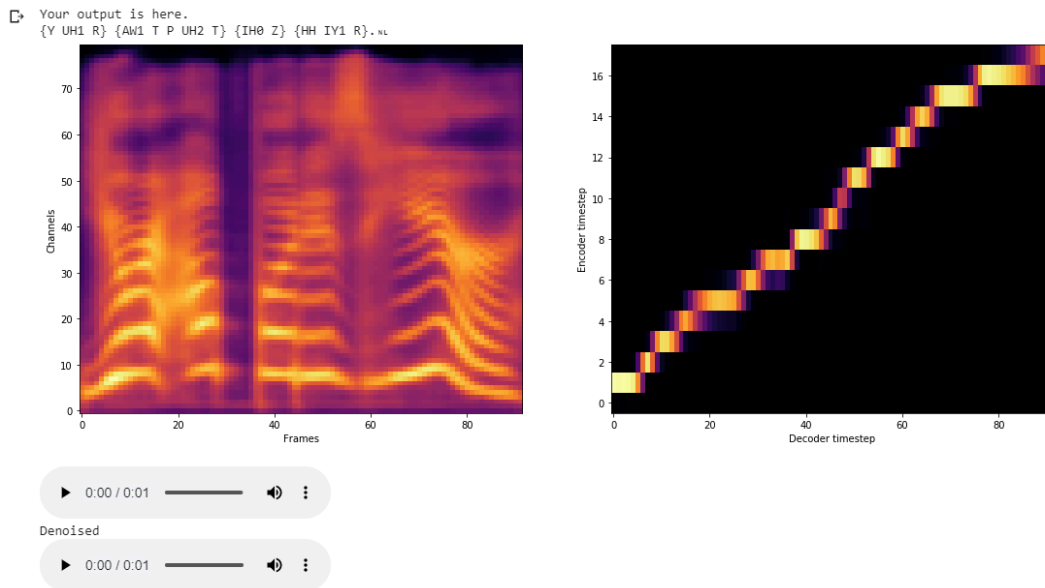 Your output is here.
{Y UH1 R} {AW1 T P UH2 T} {IH0 Z} {HH IY1 R}.␤
70
60
50
40
30
20
10
0
Channels
0 20 40 60 80
Frames
16
14
12
10
8
6
4
2
0
Encoder timestep
0 20 40 60 80
Decoder timestep
0:00 / 0:01
Denoised
0:00 / 0:01